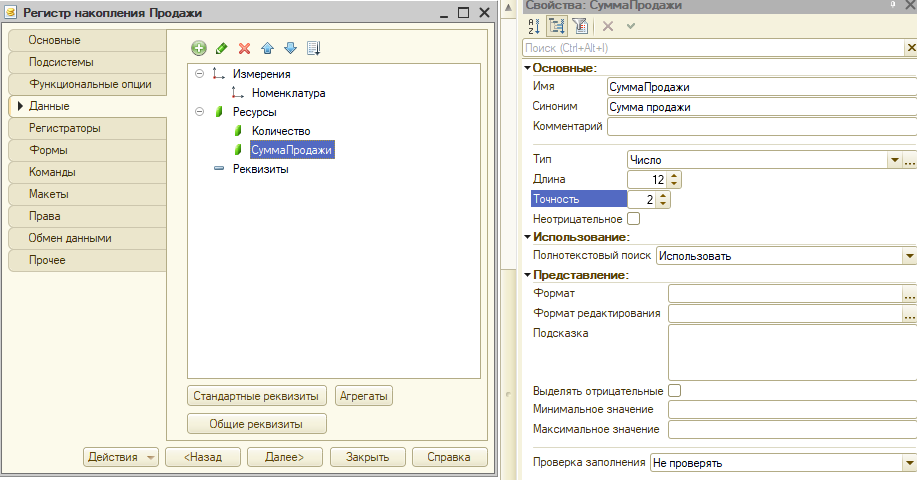 Регистр накопления Продажи
Основные
Подсистемы
Функциональные опции
Данные
Регистраторы
Формы
Команды
Макеты
Права
Обмен данными
Прочее
Измерения
Номенклатура
Ресурсы
Количество
СуммаПродажи
Реквизиты
Стандартные реквизиты
Агрегаты
Общие реквизиты
Действия
<Назад
Далее>
Закрыть
Справка
Свойства: СуммаПродажи
Поиск (Ctrl+Alt+I)
Основные:
Имя СуммаПродажи
Синоним Сумма продажи
Комментарий
Тип Число
Длина 12
Точность 2
Неотрицательное
Использование:
Полнотекстовый поиск Использовать
Представление:
Формат
Формат редактирования
Подсказка
Выделять отрицательные
Минимальное значение
Максимальное значение
Проверка заполнения Не проверять